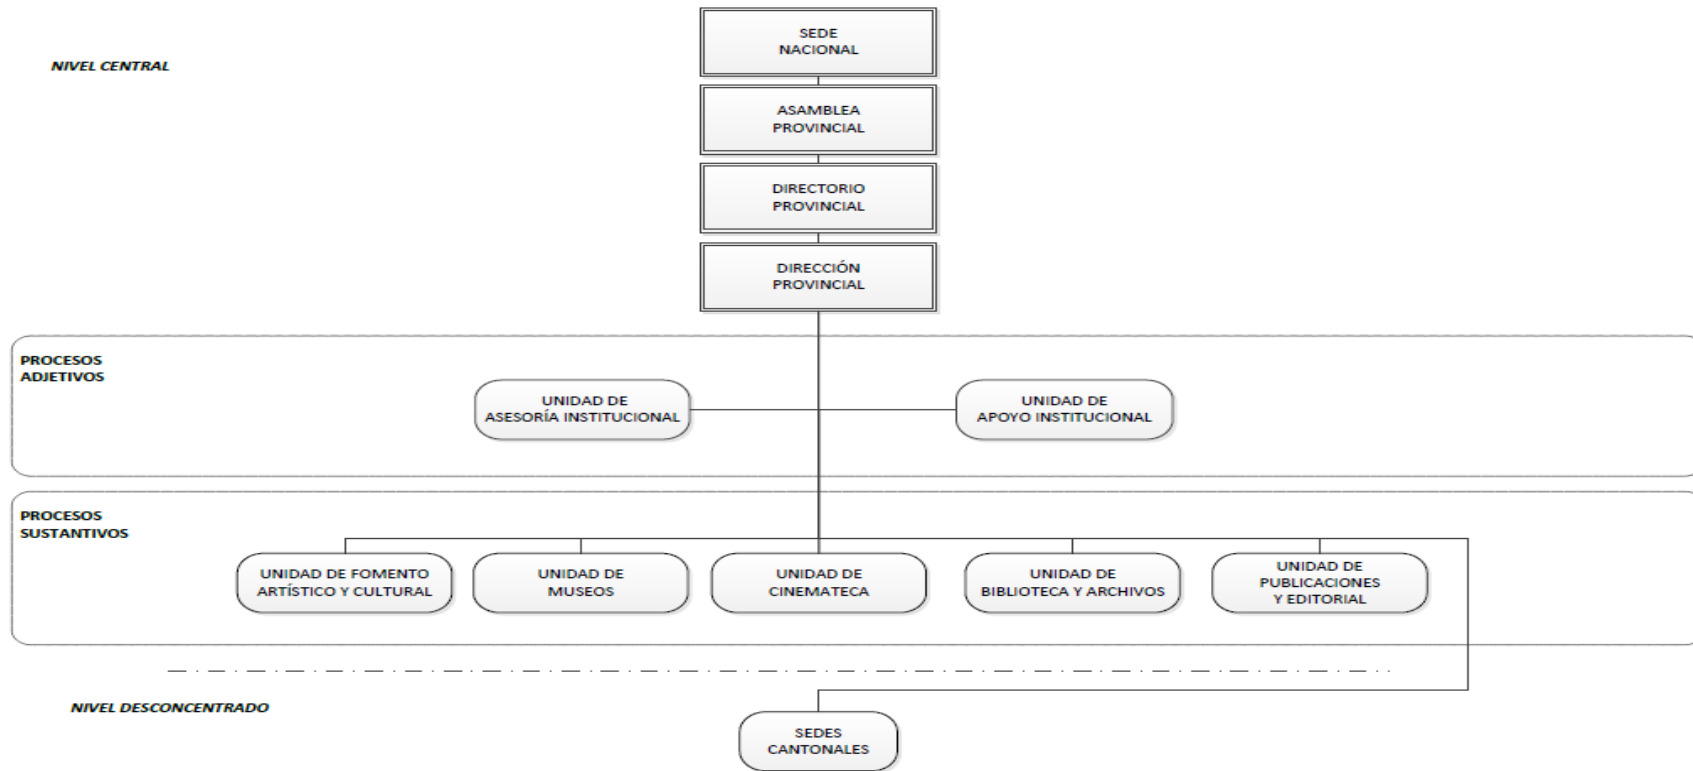 SEDE
NACIONAL
NIVEL CENTRAL
ASAMBLEA
PROVINCIAL
DIRECTORIO
PROVINCIAL
DIRECCIÓN
PROVINCIAL
PROCESOS
ADJETIVOS
UNIDAD DE
ASESORÍA INSTITUCIONAL
UNIDAD DE
APOYO INSTITUCIONAL
PROCESOS
SUSTANTIVOS
UNIDAD DE FOMENTO
ARTÍSTICO Y CULTURAL
UNIDAD DE
MUSEOS
UNIDAD DE
CINEMATECA
UNIDAD DE
BIBLIOTECA Y ARCHIVOS
UNIDAD DE
PUBLICACIONES
Y EDITORIAL
NIVEL DESCONCENTRADO
SEDES
CANTONALES